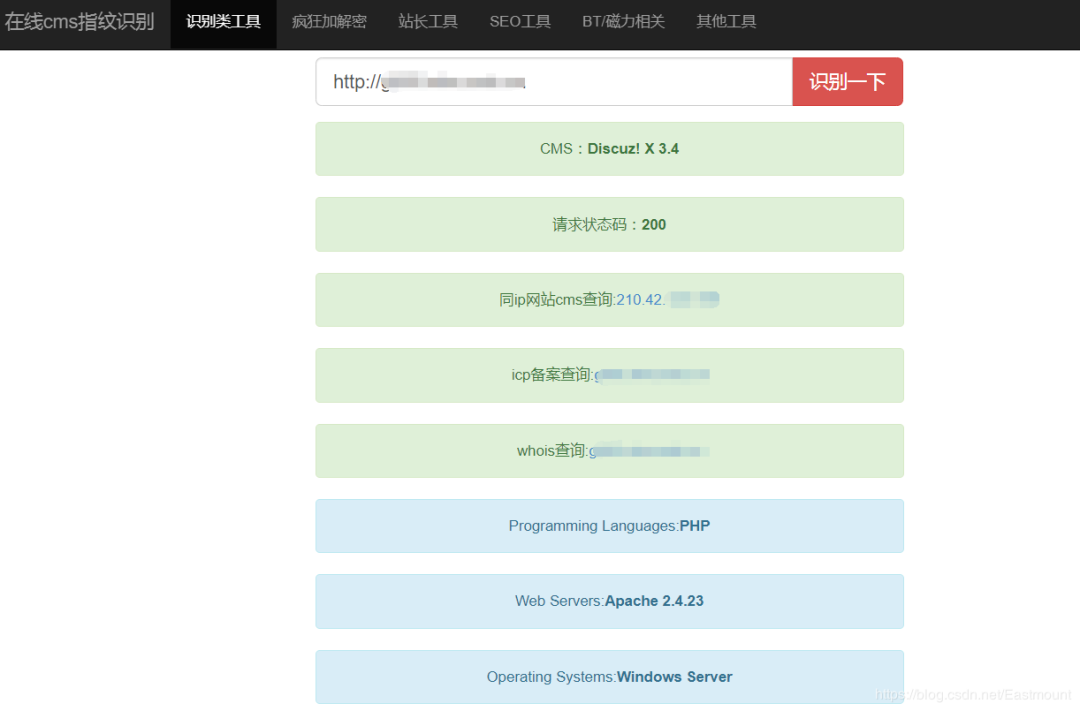 在线cms指纹识别 识别类工具 疯狂加解密 站长工具 SEO工具 BT/磁力相关 其他工具
http://g 识别一下
CMS：Discuz! X 3.4
请求状态码：200
同ip网站cms查询:210.42.
icp备案查询:g
whois查询:g
Programming Languages:PHP
Web Servers:Apache 2.4.23
Operating Systems:Windows Server
https://blog.csdn.net/Eastmount